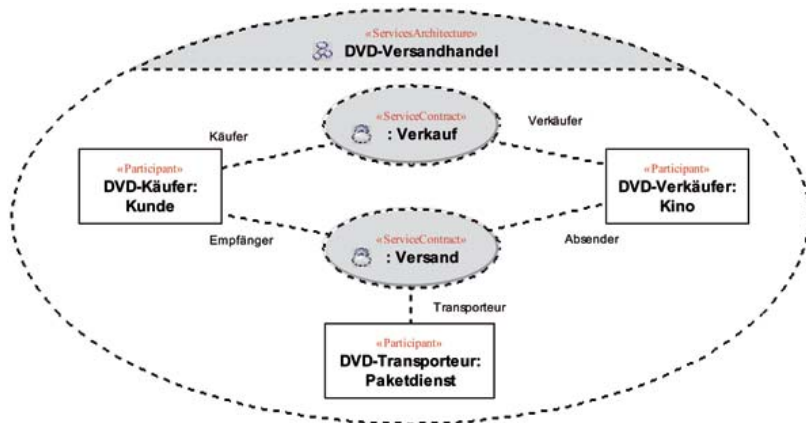 «ServicesArchitecture»
DVD-Versandhandel
«ServiceContract»
: Verkauf
Käufer
Verkäufer
«Participant»
DVD-Käufer:
Kunde
«Participant»
DVD-Verkäufer:
Kino
«ServiceContract»
: Versand
Empfänger
Absender
Transporteur
«Participant»
DVD-Transporteur:
Paketdienst